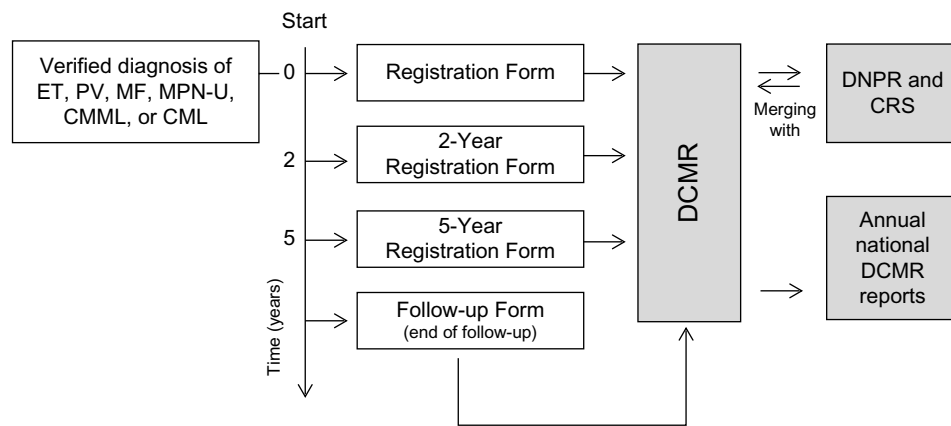 Start
Verified diagnosis of
ET, PV, MF, MPN-U,
CMML, or CML
0
Registration Form
2
2-Year
Registration Form
5
5-Year
Registration Form
Follow-up Form
(end of follow-up)
Time (years)
DCMR
Merging
with
DNPR and
CRS
Annual
national
DCMR
reports